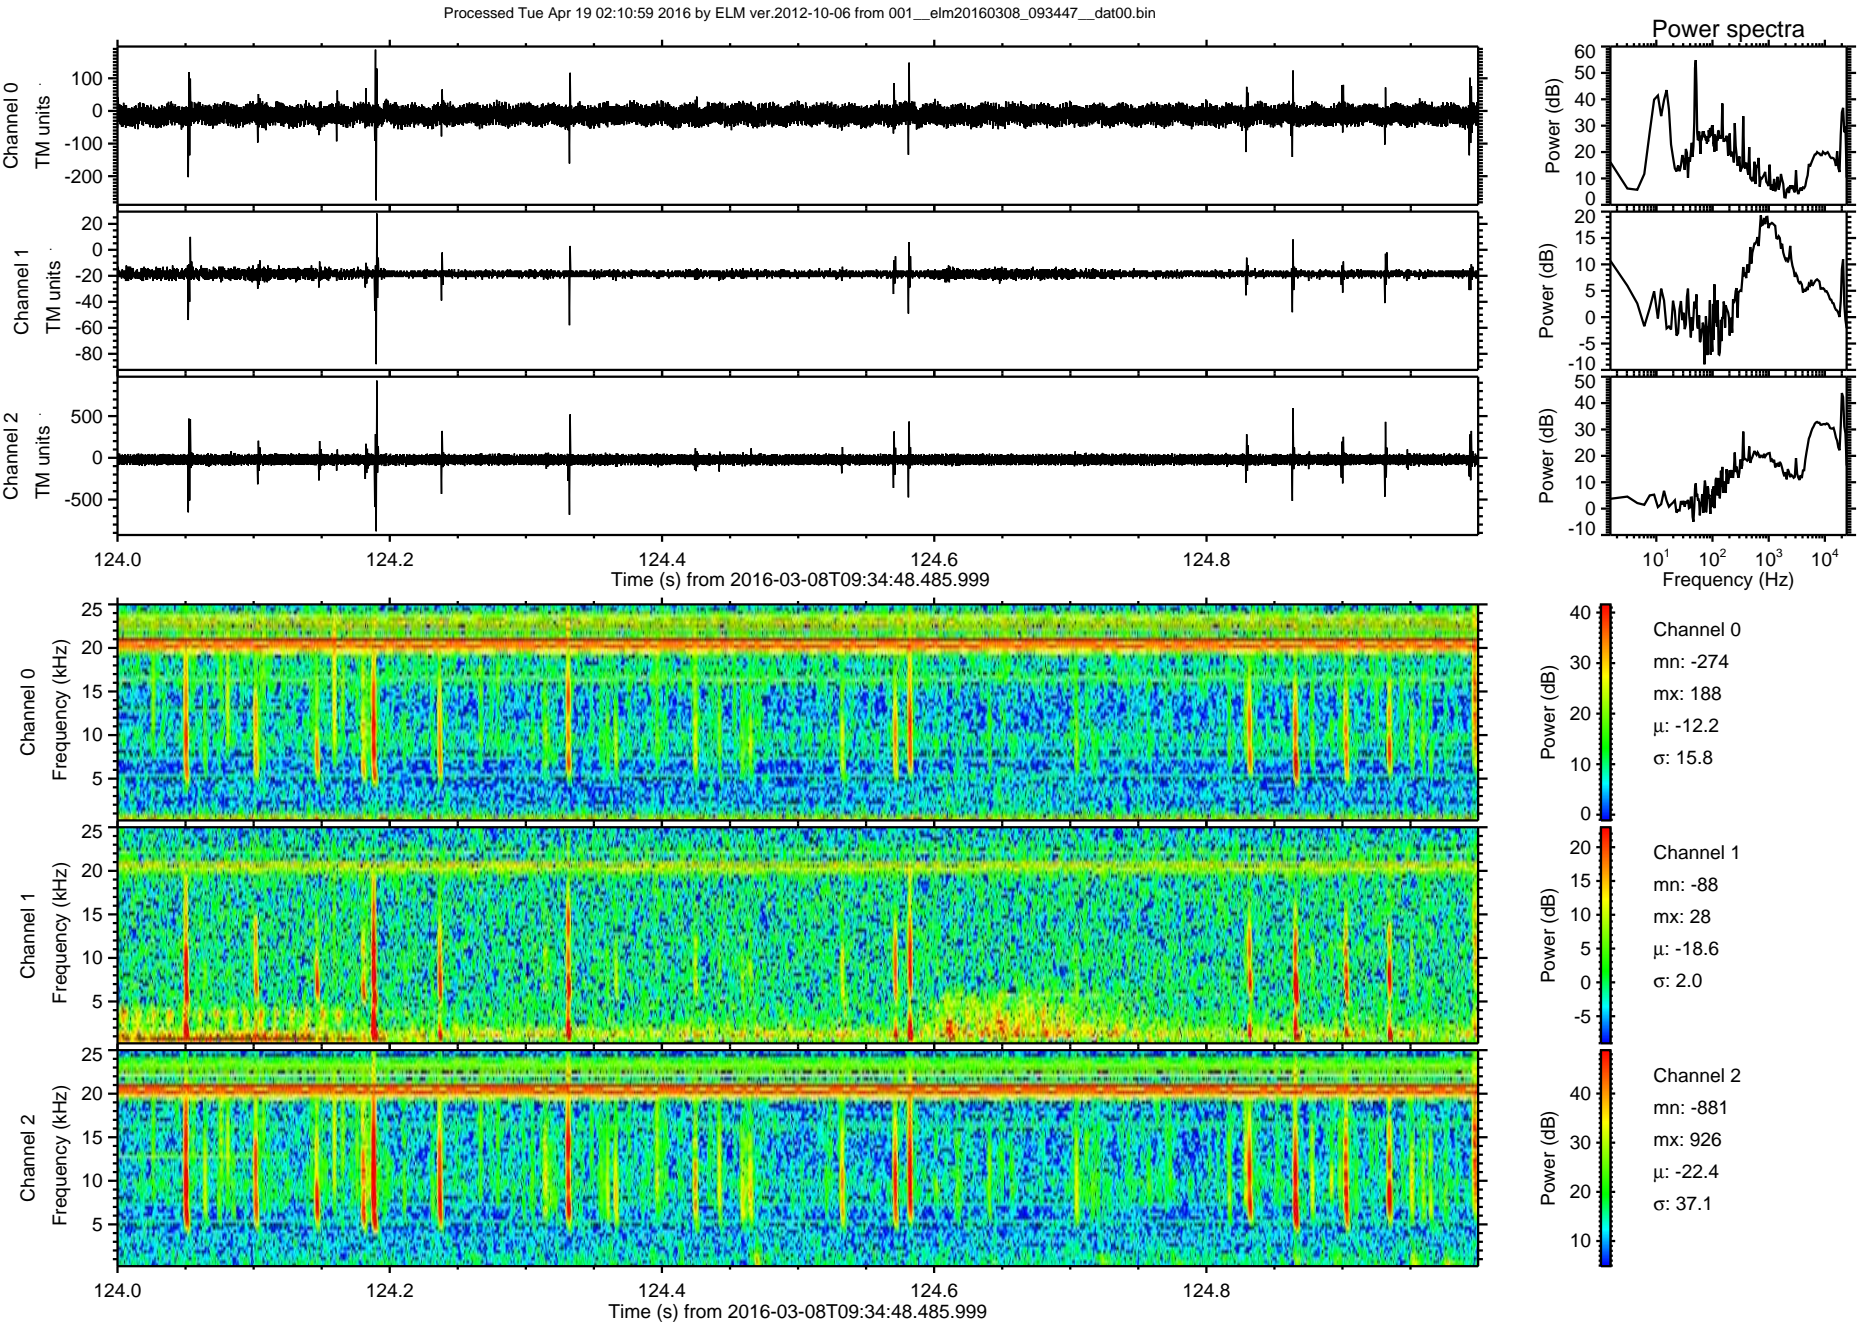 Processed Tue Apr 19 02:10:59 2016 by ELM ver.2012-10-06 from 001__elm20160308_093447__dat00.bin
Power spectra
Channel 0
TM units
100
0
-100
-200
Power (dB)
60
50
40
30
20
10
0
Channel 1
TM units
20
0
-20
-40
-60
-80
Power (dB)
20
15
10
5
0
-5
-10
Channel 2
TM units
500
0
-500
Power (dB)
50
40
30
20
10
0
-10
124.0 124.2 124.4 124.6 124.8
Time (s) from 2016-03-08T09:34:48.485.999
10¹ 10² 10³ 10⁴
Frequency (Hz)
Channel 0
Frequency (kHz)
25
20
15
10
5
Power (dB)
40
30
20
10
0
Channel 0
mn: -274
mx: 188
μ: -12.2
σ: 15.8
Channel 1
Frequency (kHz)
25
20
15
10
5
Power (dB)
20
15
10
5
0
-5
Channel 1
mn: -88
mx: 28
μ: -18.6
σ: 2.0
Channel 2
Frequency (kHz)
25
20
15
10
5
Power (dB)
40
30
20
10
Channel 2
mn: -881
mx: 926
μ: -22.4
σ: 37.1
124.0 124.2 124.4 124.6 124.8
Time (s) from 2016-03-08T09:34:48.485.999